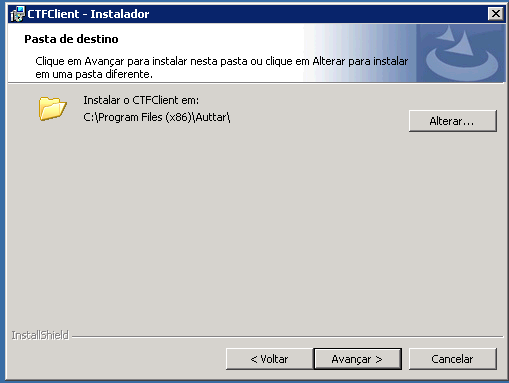 CTFClient - Instalador
Pasta de destino
Clique em Avançar para instalar nesta pasta ou clique em Alterar para instalar
em uma pasta diferente.
Instalar o CTFClient em:
C:\Program Files (x86)\Auttar\
Alterar...
InstallShield
< Voltar
Avançar >
Cancelar